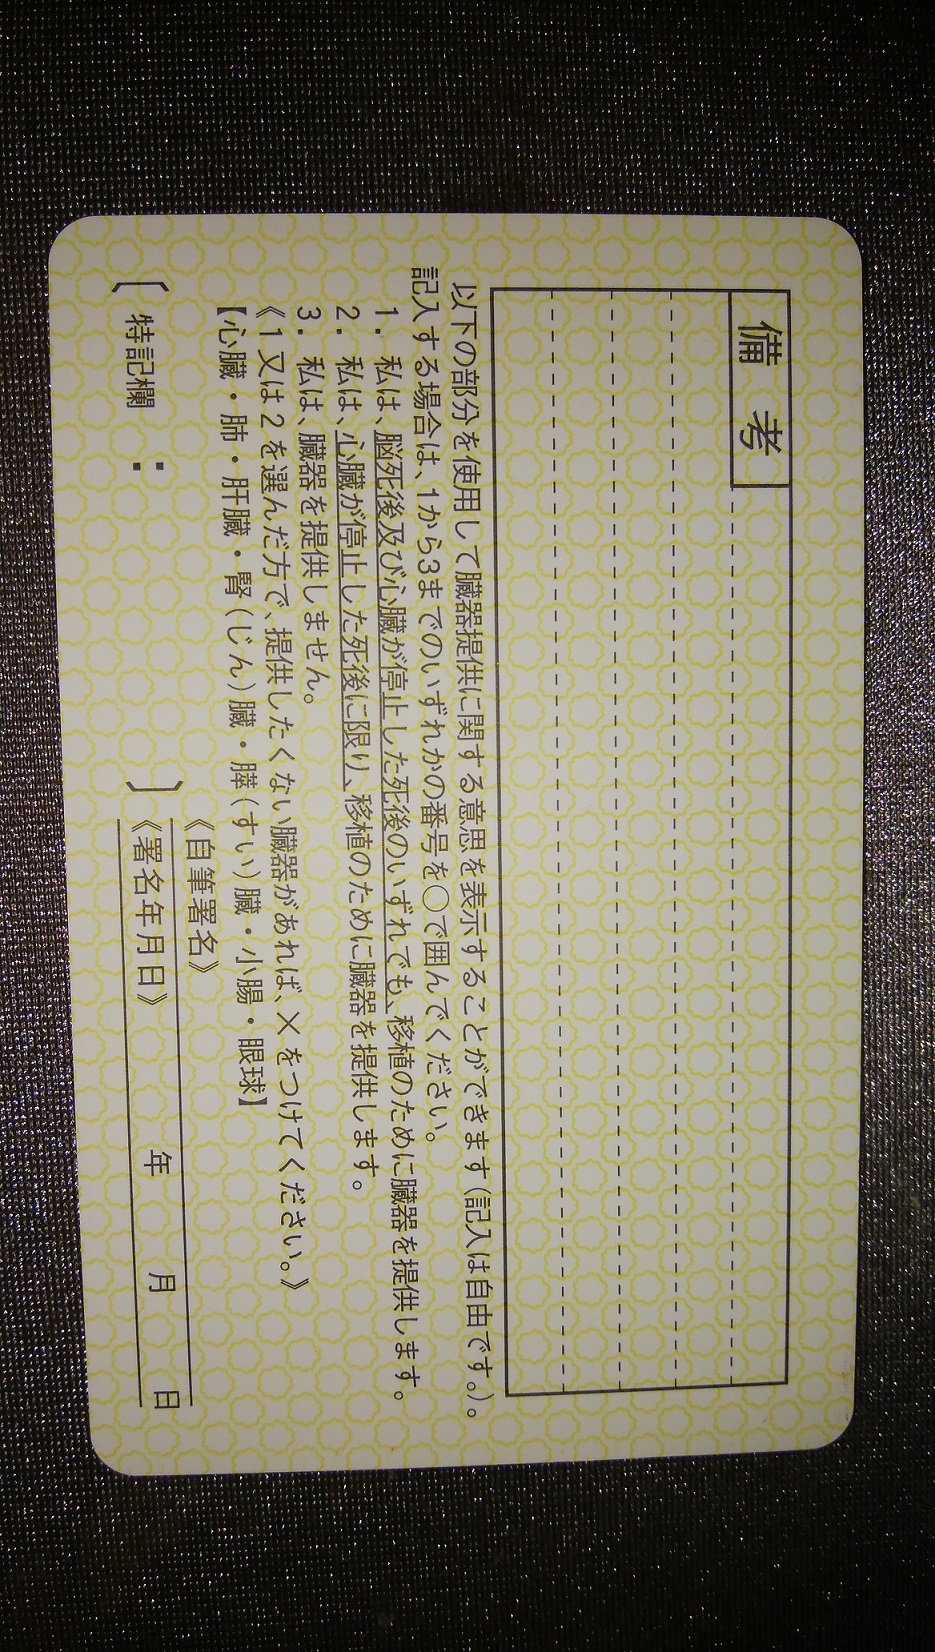 備考
以下の部分を使用して臓器提供に関する意思を表示することができます(記入は自由です。)。
記入する場合は、1から3までのいずれかの番号を○で囲んでください。
1. 私は、脳死後及び心臓が停止した死後のいずれでも、移植のために臓器を提供します。
2. 私は、心臓が停止した死後に限り、移植のために臓器を提供します。
3. 私は、臓器を提供しません。
《1又は2を選んだ方で、提供したくない臓器があれば、×をつけてください。》
【心臓・肺・肝臓・腎(じん)臓・膵(すい)臓・小腸・眼球】
《自筆署名》
〔特記欄:〕
《署名年月日》 年 月 日